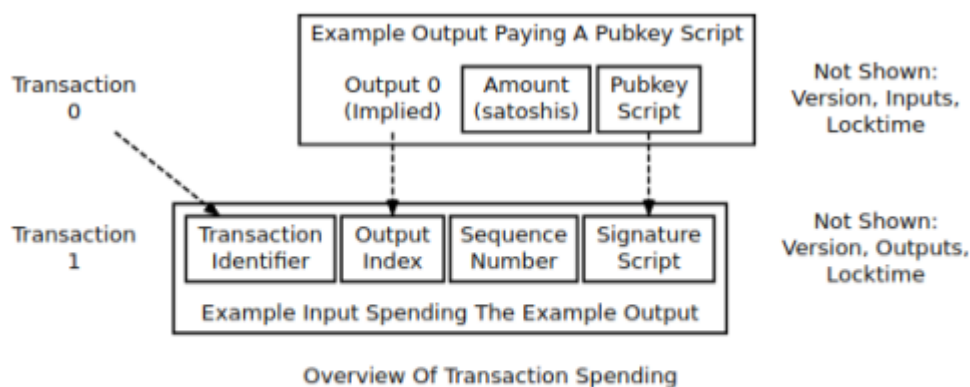 Example Output Paying A Pubkey Script
Transaction
0
Output 0
(Implied)
Amount
(satoshis)
Pubkey
Script
Not Shown:
Version, Inputs,
Locktime
Transaction
1
Transaction
Identifier
Output
Index
Sequence
Number
Signature
Script
Not Shown:
Version, Outputs,
Locktime
Example Input Spending The Example Output
Overview Of Transaction Spending